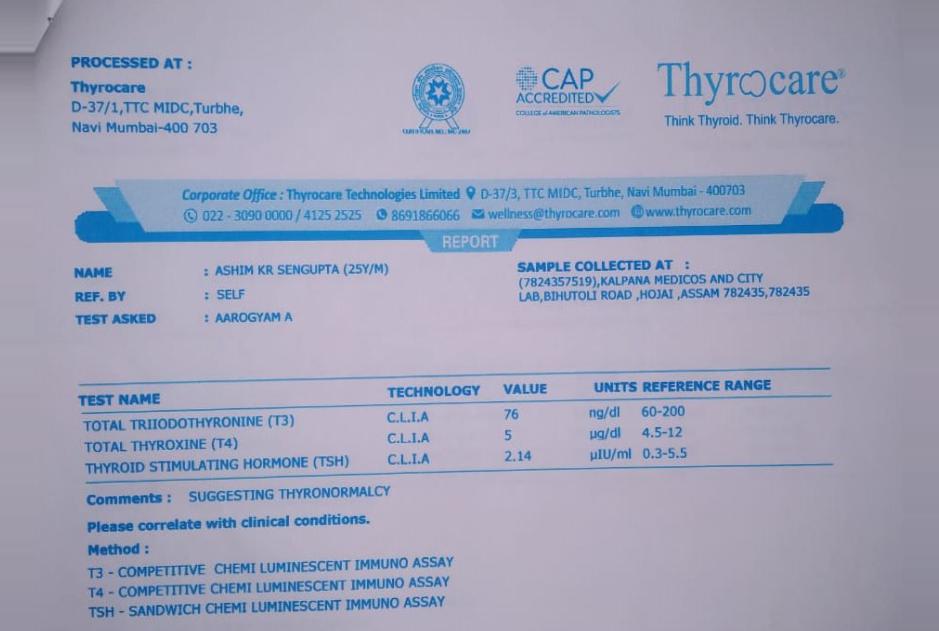 PROCESSED AT :
Thyrocare
D-37/1,TTC MIDC,Turbhe,
Navi Mumbai-400 703
CAP
ACCREDITED
COLLEGE of AMERICAN PATHOLOGISTS
Thyrocare®
Think Thyroid. Think Thyrocare.
Corporate Office : Thyrocare Technologies Limited D-37/3, TTC MIDC, Turbhe, Navi Mumbai - 400703
022 - 3090 0000 / 4125 2525 8691866066 wellness@thyrocare.com www.thyrocare.com
REPORT
NAME : ASHIM KR SENGUPTA (25Y/M)
REF. BY : SELF
TEST ASKED : AAROGYAM A
SAMPLE COLLECTED AT :
(7824357519),KALPANA MEDICOS AND CITY
LAB,BIHUTOLI ROAD ,HOJAI ,ASSAM 782435,782435
TEST NAME TECHNOLOGY VALUE UNITS REFERENCE RANGE
TOTAL TRIIODOTHYRONINE (T3) C.L.I.A 76 ng/dl 60-200
TOTAL THYROXINE (T4) C.L.I.A 5 µg/dl 4.5-12
THYROID STIMULATING HORMONE (TSH) C.L.I.A 2.14 µIU/ml 0.3-5.5
Comments : SUGGESTING THYRONORMALCY
Please correlate with clinical conditions.
Method :
T3 - COMPETITIVE CHEMI LUMINESCENT IMMUNO ASSAY
T4 - COMPETITIVE CHEMI LUMINESCENT IMMUNO ASSAY
TSH - SANDWICH CHEMI LUMINESCENT IMMUNO ASSAY